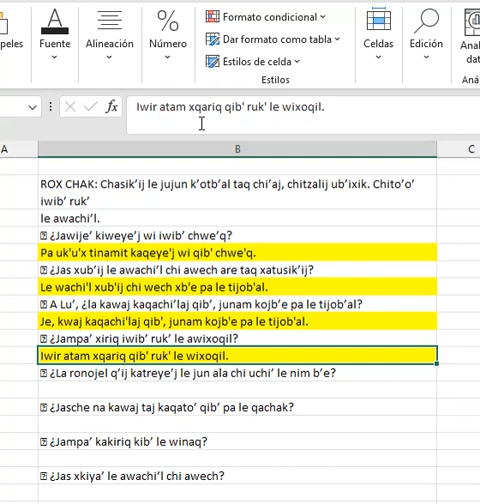 peles
Fuente
Alineación
Número
Formato condicional
Dar formato como tabla
Estilos de celda
Estilos
Celdas
Edición
Anal
dat
Aná
fx
Iwir atam xqariq qib' ruk' le wixoqil.
A
B
C
ROX CHAK: Chasik’ij le jujun k’otb’al taq chi’aj, chitzalij ub’ixik. Chito’o’
iwib’ ruk’
le awachi’l.
¿Jawije’ kiweye’j wi iwib’ chwe’q?
Pa uk'u'x tinamit kaqeye'j wi qib' chwe'q.
¿Jas xub’ij le awachi’l chi awech are taq xatusik’ij?
Le wachi'l xub'ij chi wech xb'e pa le tijob'al.
A Lu’, ¿la kawaj kaqachi’laj qib’, junam kojb’e pa le tijob’al?
Je, kwaj kaqachi'laj qib', junam kojb'e pa le tijob'al.
¿Jampa’ xiriq iwib’ ruk’ le awixoqil?
Iwir atam xqariq qib' ruk' le wixoqil.
¿La ronojel q’ij katreye’j le jun ala chi uchi’ le nim b’e?
¿Jasche na kawaj taj kaqato’ qib’ pa le qachak?
¿Jampa’ kakiriq kib’ le winaq?
¿Jas xkiya’ le awachi’l chi awech?